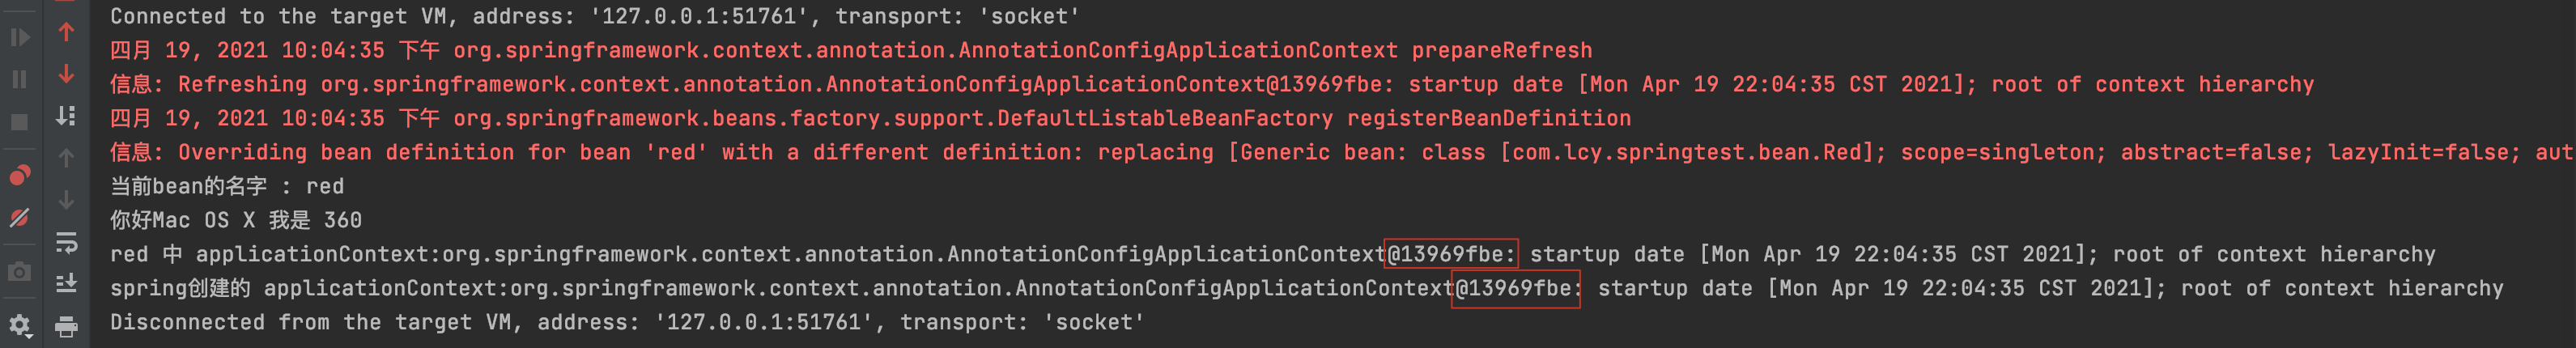 Connected to the target VM, address: '127.0.0.1:51761', transport: 'socket'
四月 19, 2021 10:04:35 下午 org.springframework.context.annotation.AnnotationConfigApplicationContext prepareRefresh
信息: Refreshing org.springframework.context.annotation.AnnotationConfigApplicationContext@13969fbe: startup date [Mon Apr 19 22:04:35 CST 2021]; root of context hierarchy
四月 19, 2021 10:04:35 下午 org.springframework.beans.factory.support.DefaultListableBeanFactory registerBeanDefinition
信息: Overriding bean definition for bean 'red' with a different definition: replacing [Generic bean: class [com.lcy.springtest.bean.Red]; scope=singleton; abstract=false; lazyInit=false; aut
当前bean的名字 : red
你好Mac OS X 我是 360
red 中 applicationContext:org.springframework.context.annotation.AnnotationConfigApplicationContext@13969fbe: startup date [Mon Apr 19 22:04:35 CST 2021]; root of context hierarchy
spring创建的 applicationContext:org.springframework.context.annotation.AnnotationConfigApplicationContext@13969fbe: startup date [Mon Apr 19 22:04:35 CST 2021]; root of context hierarchy
Disconnected from the target VM, address: '127.0.0.1:51761', transport: 'socket'